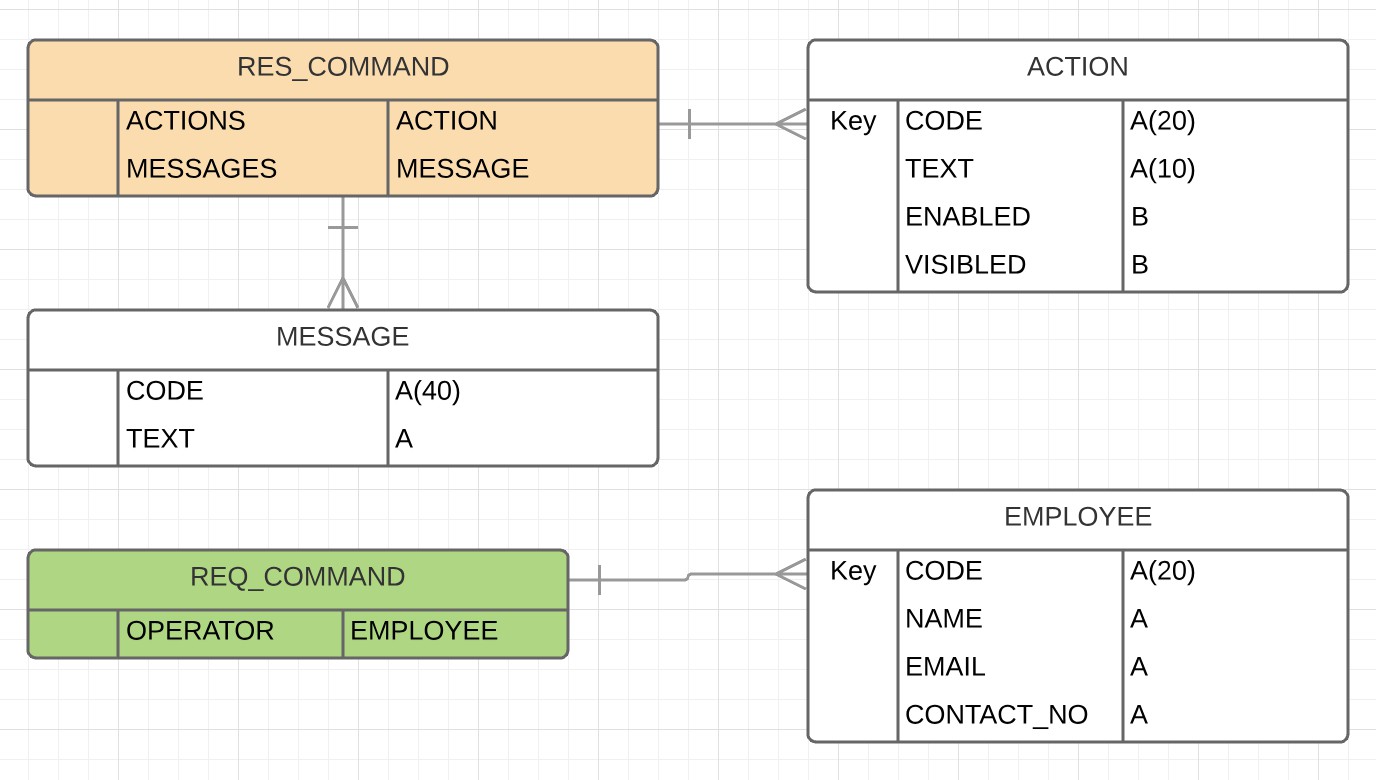 RES_COMMAND
ACTIONS ACTION
MESSAGES MESSAGE
ACTION
Key CODE A(20)
TEXT A(10)
ENABLED B
VISIBLED B
MESSAGE
CODE A(40)
TEXT A
REQ_COMMAND
OPERATOR EMPLOYEE
EMPLOYEE
Key CODE A(20)
NAME A
EMAIL A
CONTACT_NO A